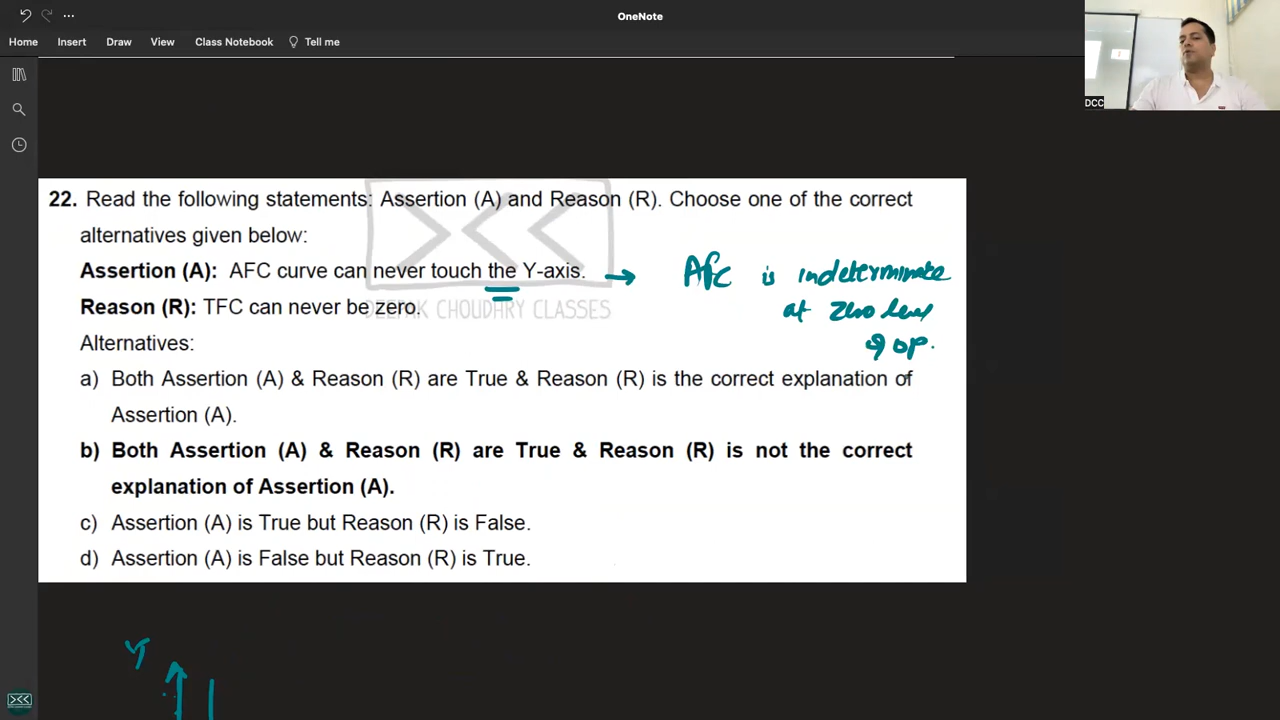 OneNote
Home Insert Draw View Class Notebook Tell me
DCC
22. Read the following statements: Assertion (A) and Reason (R). Choose one of the correct
alternatives given below:
Assertion (A): AFC curve can never touch the Y-axis. → AFC is indeterminate
Reason (R): TFC can never be zero. at zero level
DEEPAK CHOUDHARY CLASSES
Alternatives: of op.
a) Both Assertion (A) & Reason (R) are True & Reason (R) is the correct explanation of
Assertion (A).
b) Both Assertion (A) & Reason (R) are True & Reason (R) is not the correct
explanation of Assertion (A).
c) Assertion (A) is True but Reason (R) is False.
d) Assertion (A) is False but Reason (R) is True.
Y